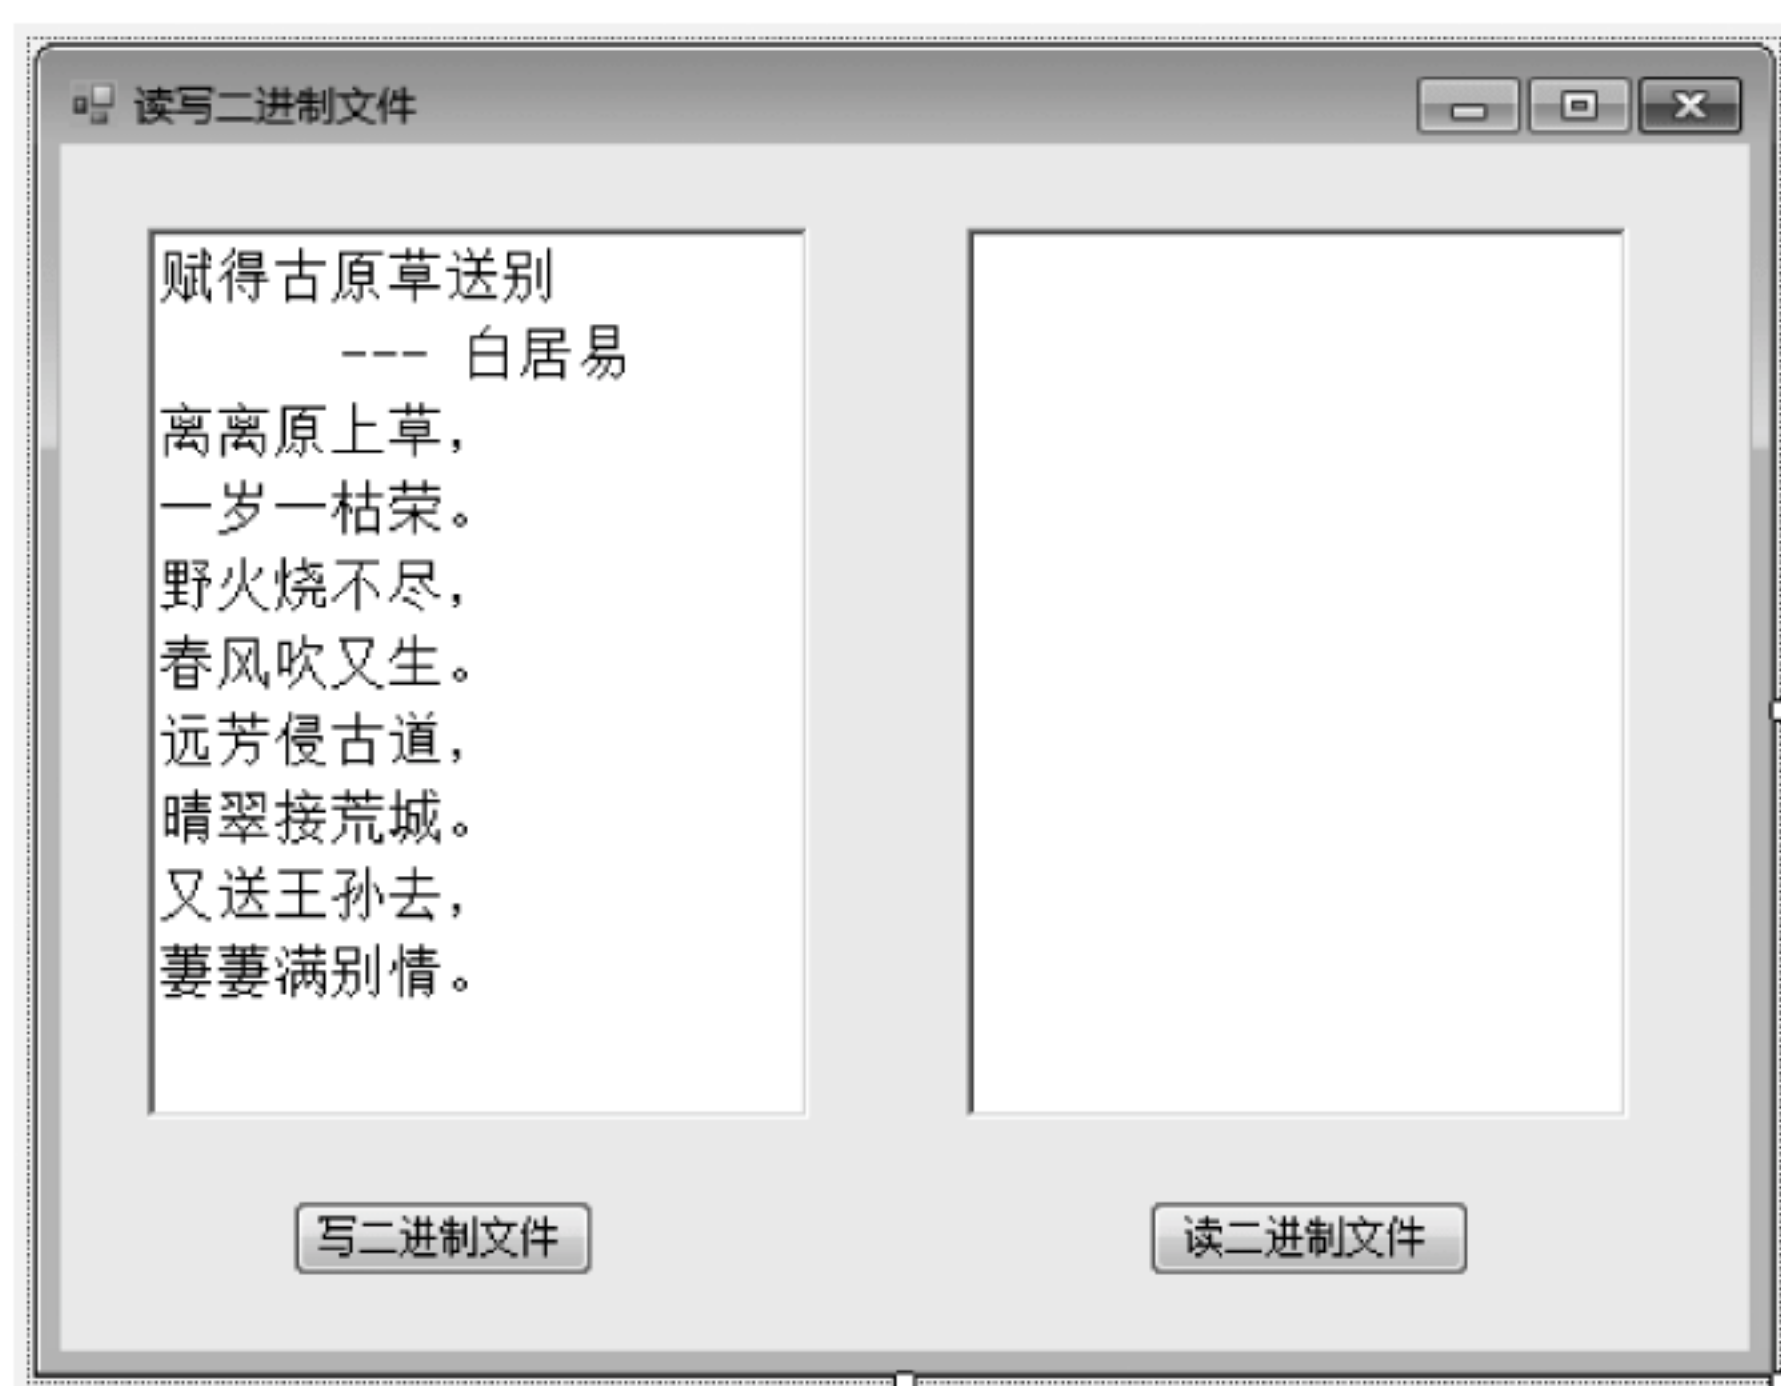 读写二进制文件
赋得古原草送别
--- 白居易
离离原上草，
一岁一枯荣。
野火烧不尽，
春风吹又生。
远芳侵古道，
晴翠接荒城。
又送王孙去，
萋萋满别情。
写二进制文件
读二进制文件